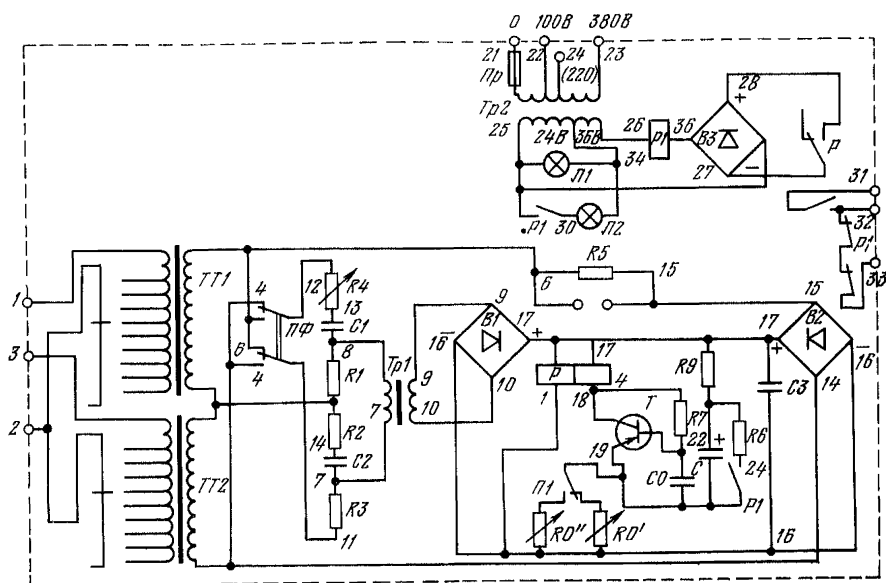 0 100В 380В
21 22 24 23
Пр (220)
Тр2
25 24В 36В 26 Р1 36 В3 28 + Р
Л1 34 27 −
Р1 30 Л2
31
32
Р1
33
1
3
2
ТТ1
ТТ2
4 ПФ
6
4
12 R4
13 С1
8
R1
14 R2
С2
7
R3
11
Тр1
7 9
10
R5
6 15
9
В1
16 − 17 +
10
15
17 + В2 − 16
14
Р 17
1 18 4
Т
19
R7
С0
R9
22 + С
R6
24
Р1
С3
16
П1
R0" R0'